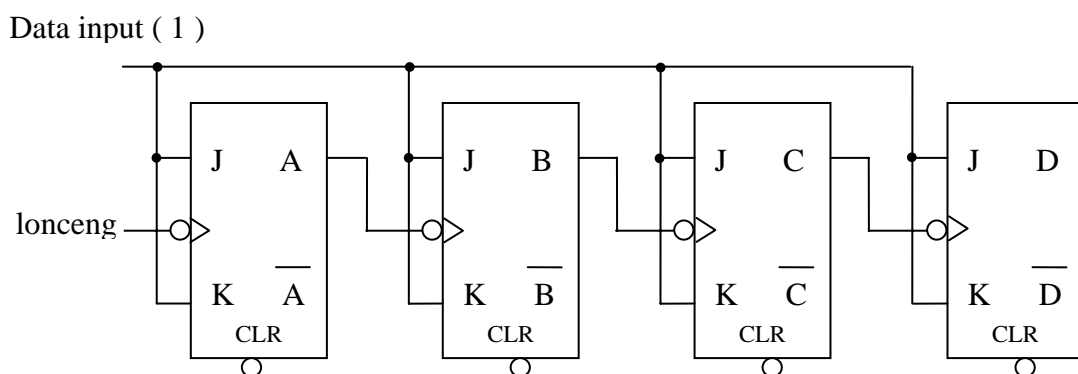 Data input ( 1 )
J A J B J C J D
lonceng
K A̅ K B̅ K C̅ K D̅
CLR CLR CLR CLR